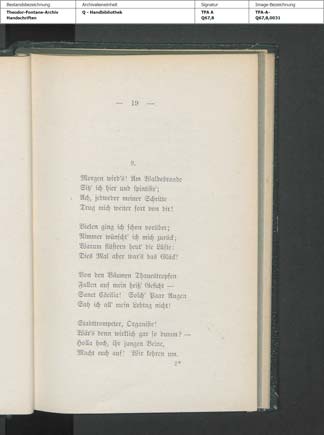 Bestandsbezeichnung Archivalieneinheit Signatur Image-Bezeichnung
Theodor-Fontane-Archiv Q - Handbibliothek TFA A TFA-A-
Handschriften Q67,8 Q67,8,0031
— 19 —
9.
Morgen wird's! Am Waldesrande
Sitz' ich hier und spintisir';
Ach, jedweder meiner Schritte
Trug mich weiter fort von dir!
Vielen ging ich schon vorüber;
Nimmer wünscht' ich mich zurück;
Warum flüstern heut' die Lüfte:
Dies Mal aber war's das Glück!
Von den Bäumen Thauestropfen
Fallen auf mein heiß' Gesicht —
Sanct Cäcilia! Solch' Paar Augen
Sah ich all' mein Lebtag nicht!
Stadttrompeter, Organiste!
Wär's denn wirklich gar so dumm? —
Holla hoch, ihr jungen Beine,
Macht euch auf! Wir kehren um.
2*